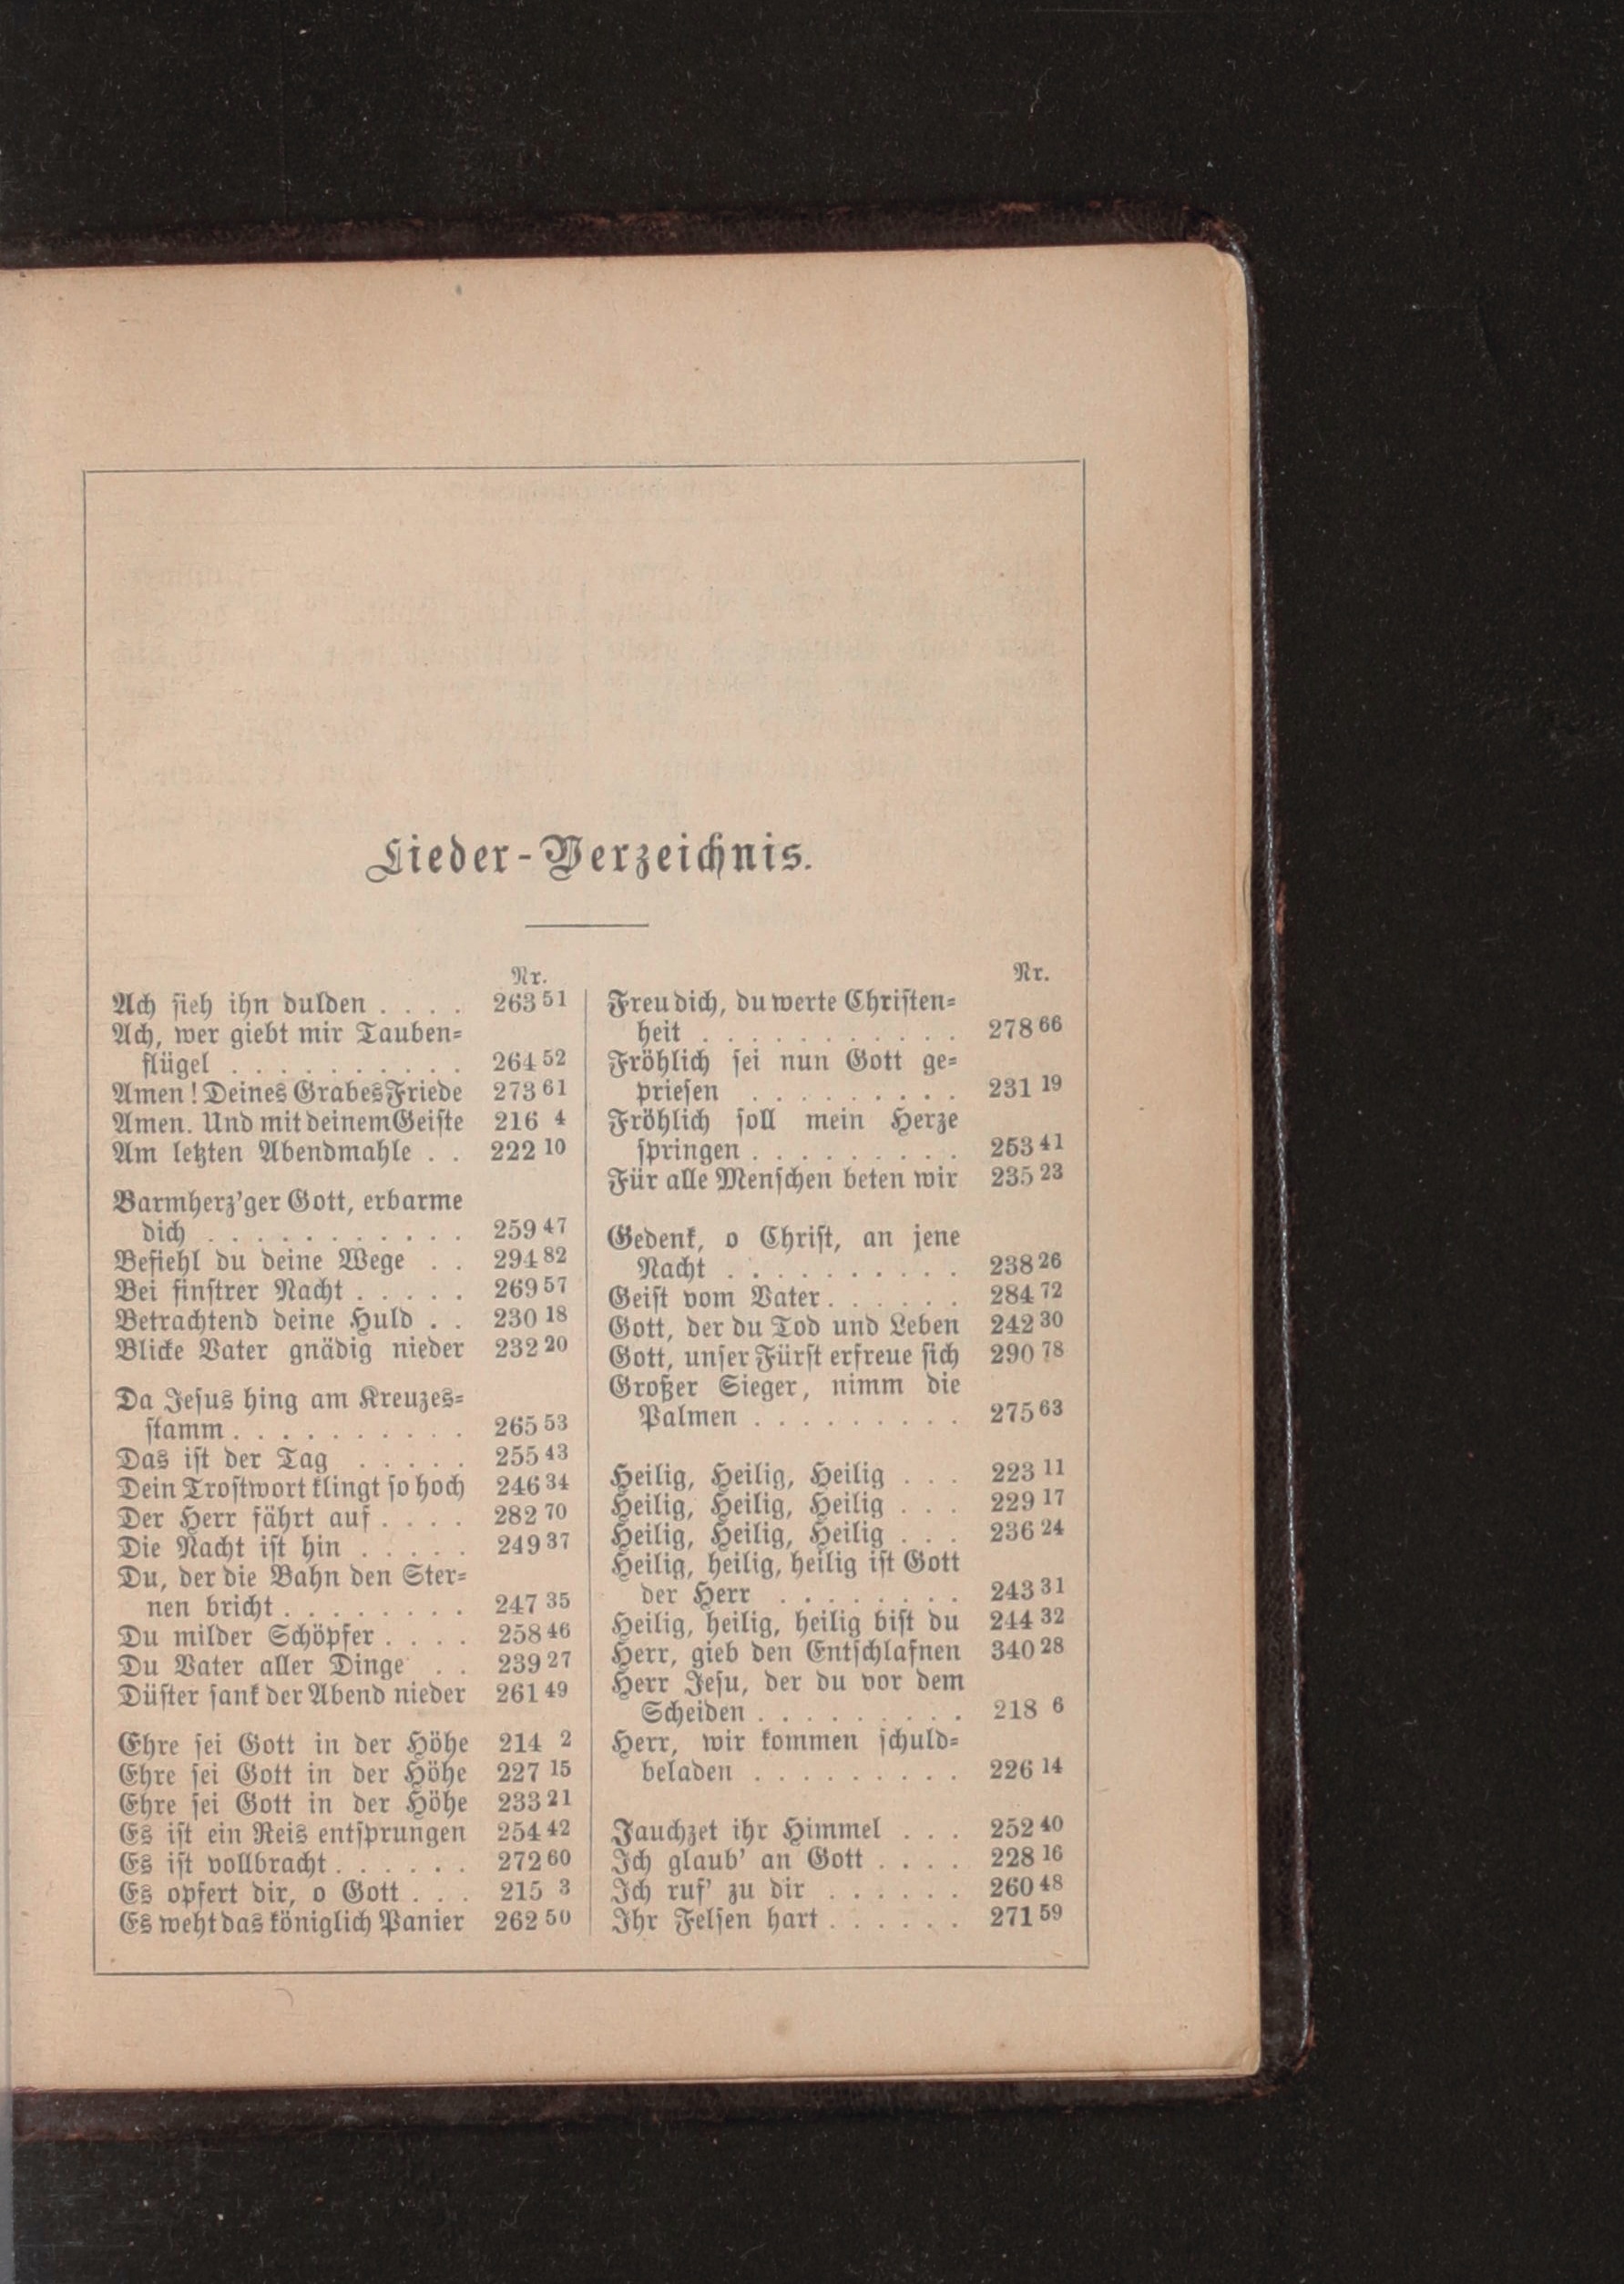 Lieder-Verzeichnis.
Nr.
Ach sieh ihn dulden . . . . 263 51
Ach, wer giebt mir Tauben-
flügel . . . . . . . . . . 264 52
Amen! Deines Grabes Friede 273 61
Amen. Und mit deinem Geiste 216 4
Am letzten Abendmahle . . 222 10
Barmherz'ger Gott, erbarme
dich . . . . . . . . . . . 259 47
Befiehl du deine Wege . . 294 82
Bei finstrer Nacht . . . . . 269 57
Betrachtend deine Huld . . 230 18
Blicke Vater gnädig nieder 232 20
Da Jesus hing am Kreuzes-
stamm . . . . . . . . . . 265 53
Das ist der Tag . . . . . 255 43
Dein Trostwort klingt so hoch 246 34
Der Herr fährt auf . . . . 282 70
Die Nacht ist hin . . . . . 249 37
Du, der die Bahn den Ster-
nen bricht . . . . . . . . 247 35
Du milder Schöpfer . . . . 258 46
Du Vater aller Dinge . . 239 27
Düster sank der Abend nieder 261 49
Ehre sei Gott in der Höhe 214 2
Ehre sei Gott in der Höhe 227 15
Ehre sei Gott in der Höhe 233 21
Es ist ein Reis entsprungen 254 42
Es ist vollbracht . . . . . . 272 60
Es opfert dir, o Gott . . . 215 3
Es weht das königlich Panier 262 50
Nr.
Freu dich, du werte Christen-
heit . . . . . . . . . . . 278 66
Fröhlich sei nun Gott ge-
priesen . . . . . . . . . 231 19
Fröhlich soll mein Herze
springen . . . . . . . . . 253 41
Für alle Menschen beten wir 235 23
Gedenk, o Christ, an jene
Nacht . . . . . . . . . . 238 26
Geist vom Vater . . . . . . 284 72
Gott, der du Tod und Leben 242 30
Gott, unser Fürst erfreue sich 290 78
Großer Sieger, nimm die
Palmen . . . . . . . . . 275 63
Heilig, Heilig, Heilig . . . 223 11
Heilig, Heilig, Heilig . . . 229 17
Heilig, Heilig, Heilig . . . 236 24
Heilig, heilig, heilig ist Gott
der Herr . . . . . . . . 243 31
Heilig, heilig, heilig bist du 244 32
Herr, gieb den Entschlafnen 340 28
Herr Jesu, der du vor dem
Scheiden . . . . . . . . . 218 6
Herr, wir kommen schuld-
beladen . . . . . . . . . 226 14
Jauchzet ihr Himmel . . . 252 40
Ich glaub' an Gott . . . . 228 16
Ich ruf' zu dir . . . . . . 260 48
Ihr Felsen hart . . . . . . 271 59